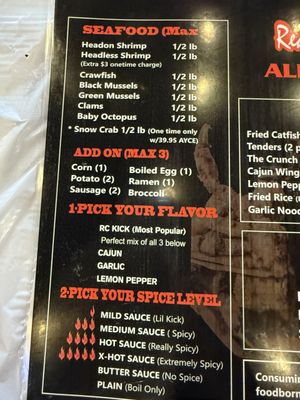 SEAFOOD (Max
Headon Shrimp 1/2 lb
Headless Shrimp 1/2 lb
(Extra $3 onetime charge)
Crawfish 1/2 lb
Black Mussels 1/2 lb
Green Mussels 1/2 lb
Clams 1/2 lb
Baby Octopus 1/2 lb
* Snow Crab 1/2 lb (One time only
w/39.95 AYCE)
ADD ON (MAX 3)
Corn (1) Boiled Egg (1)
Potato (2) Ramen (1)
Sausage (2) Broccoli
1-PICK YOUR FLAVOR
RC KICK (Most Popular)
Perfect mix of all 3 below
CAJUN
GARLIC
LEMON PEPPER
2-PICK YOUR SPICE LEVEL
MILD SAUCE (Lil Kick)
MEDIUM SAUCE ( Spicy)
HOT SAUCE (Really Spicy)
X-HOT SAUCE (Extremely Spicy)
BUTTER SAUCE (No Spice)
PLAIN (Boil Only)
Fried Catfish
Tenders (2 p
The Crunch
Cajun Wing
Lemon Pepp
Fried Rice
Garlic Nood
Consumin
foodborn